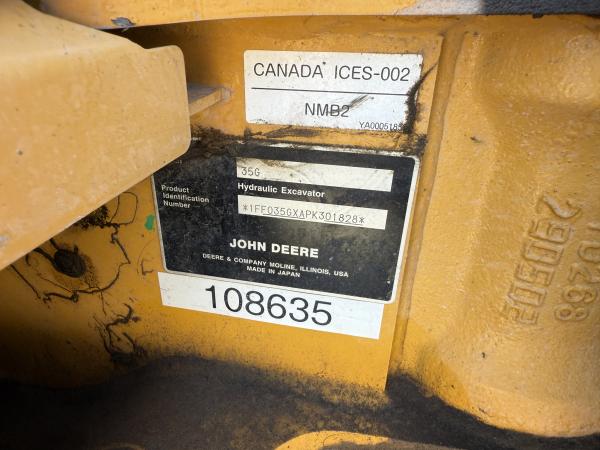 CANADA ICES-002
NMB2
35G
Hydraulic Excavator
Product
Identification
Number
*1FF035GXAPK301828*
JOHN DEERE
DEERE & COMPANY MOLINE, ILLINOIS, USA
MADE IN JAPAN
108635